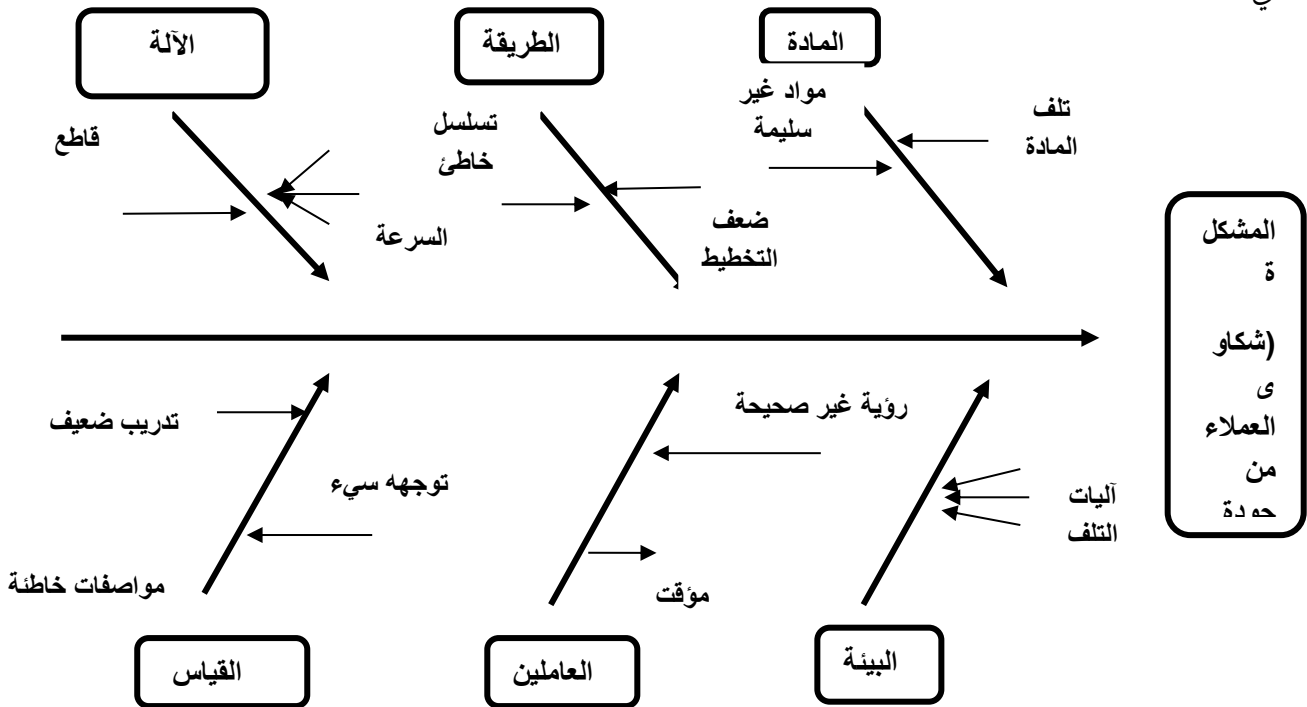 ي
المادة
الطريقة
الآلة
تلف
المادة
مواد غير
سليمة
تسلسل
خاطئ
ضعف
التخطيط
قاطع
السرعة
المشكل
ة
(شكاو
ى
العملاء
من
جودة
رؤية غير صحيحة
تدريب ضعيف
توجهه سيء
آليات
التلف
مؤقت
مواصفات خاطئة
البيئة
العاملين
القياس